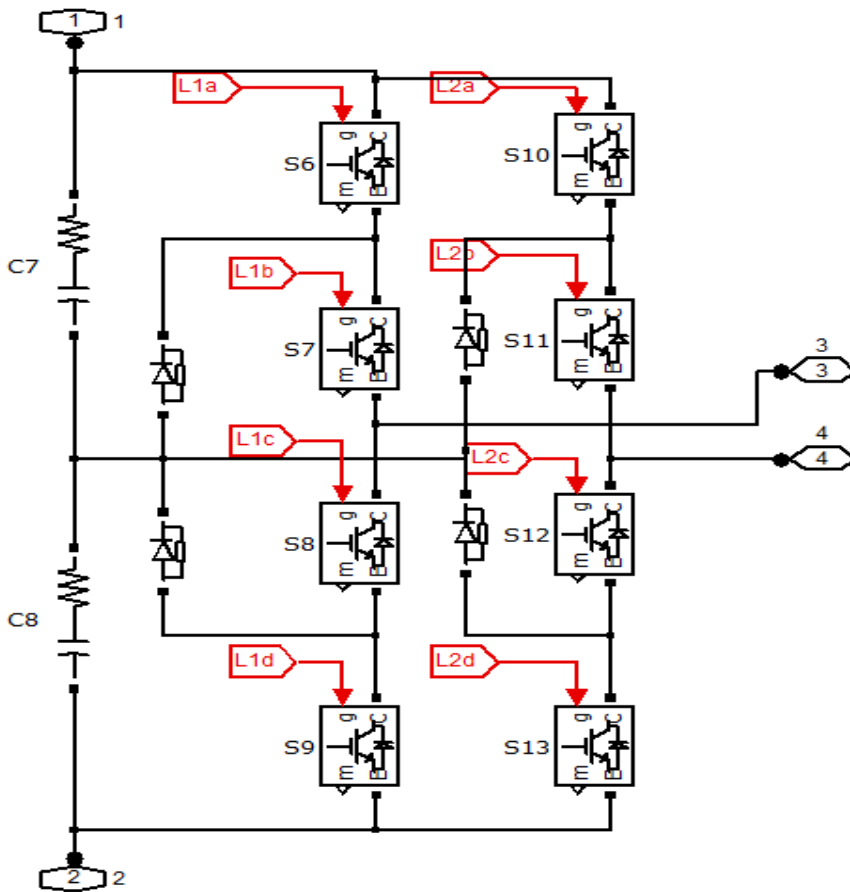 1 1
L1a
L2a
g C
S6
m E
g C
S10
m E
C7
L1b
L2b
g C
S7
m E
g C
S11
m E
3
3
L1c
L2c
4
4
g C
S8
m E
g C
S12
m E
C8
L1d
L2d
g C
S9
m E
g C
S13
m E
2 2